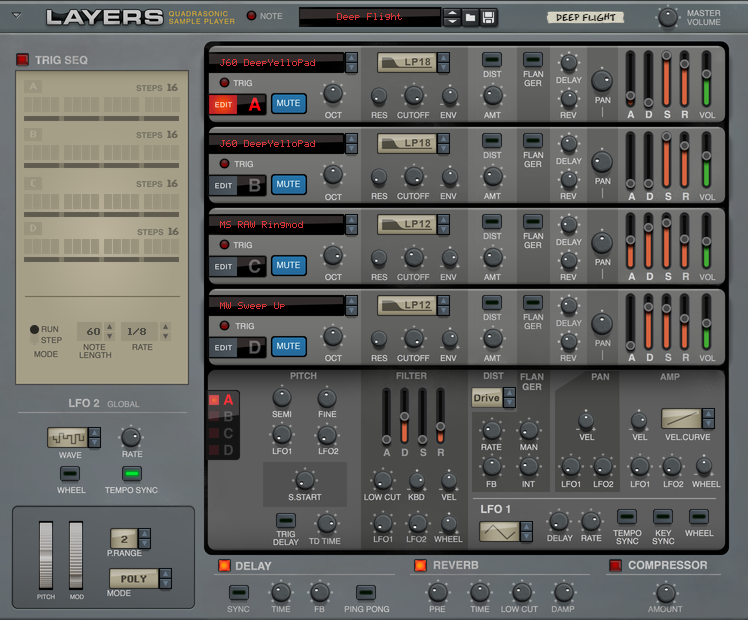 LAYERS QUADRASONIC SAMPLE PLAYER NOTE Deep Flight DEEP FLIGHT MASTER VOLUME
TRIG SEQ
A STEPS 16
B STEPS 16
C STEPS 16
D STEPS 16
RUN STEP MODE 60 NOTE LENGTH 1/8 RATE
LFO 2 GLOBAL
WAVE RATE
WHEEL TEMPO SYNC
PITCH MOD 2 P.RANGE
POLY MODE
J60 DeepYelloPad LP18 DIST FLAN GER DELAY
TRIG
EDIT A MUTE OCT RES CUTOFF ENV AMT REV PAN A D S R VOL
J60 DeepYelloPad LP18 DIST FLAN GER DELAY
TRIG
EDIT B MUTE OCT RES CUTOFF ENV AMT REV PAN A D S R VOL
MS RAW Ringmod LP12 DIST FLAN GER DELAY
TRIG
EDIT C MUTE OCT RES CUTOFF ENV AMT REV PAN A D S R VOL
MW Sweep Up LP12 DIST FLAN GER DELAY
TRIG
EDIT D MUTE OCT RES CUTOFF ENV AMT REV PAN A D S R VOL
A
B
C
D
PITCH
SEMI FINE
LFO1 LFO2
S.START
TRIG DELAY TD TIME
FILTER
A D S R
LOW CUT KBD VEL
LFO1 LFO2 WHEEL
DIST FLAN GER
Drive
RATE MAN
FB INT
PAN
VEL
LFO1 LFO2
AMP
VEL VEL.CURVE
LFO1 LFO2 WHEEL
LFO 1
DELAY RATE TEMPO SYNC KEY SYNC WHEEL
DELAY
SYNC TIME FB PING PONG
REVERB
PRE TIME LOW CUT DAMP
COMPRESSOR
AMOUNT